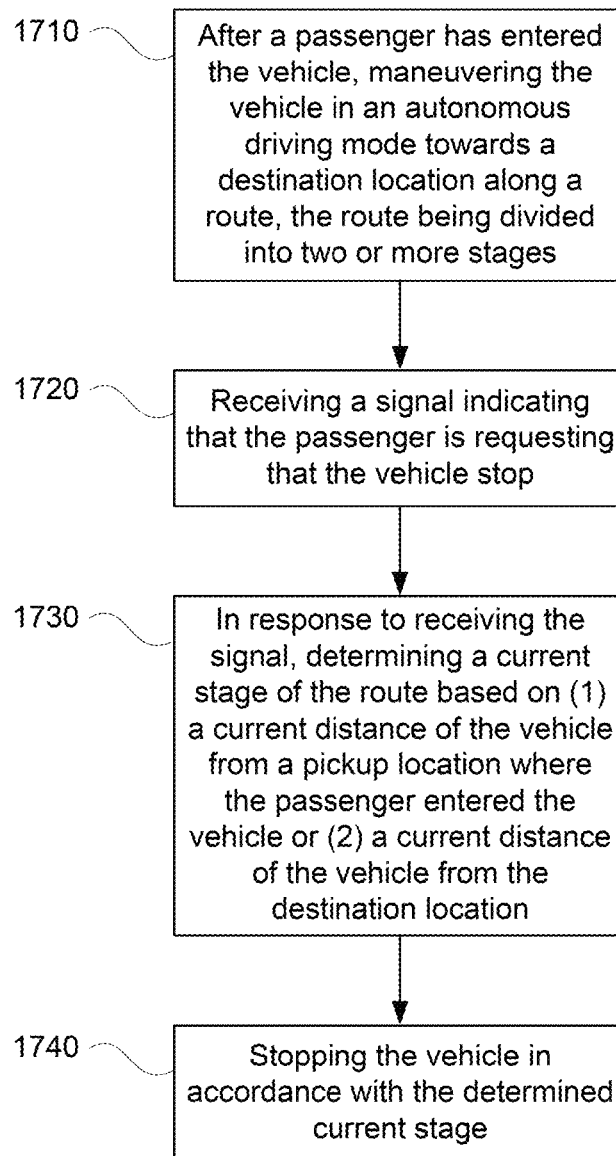 1710
After a passenger has entered
the vehicle, maneuvering the
vehicle in an autonomous
driving mode towards a
destination location along a
route, the route being divided
into two or more stages
1720
Receiving a signal indicating
that the passenger is requesting
that the vehicle stop
1730
In response to receiving the
signal, determining a current
stage of the route based on (1)
a current distance of the vehicle
from a pickup location where
the passenger entered the
vehicle or (2) a current distance
of the vehicle from the
destination location
1740
Stopping the vehicle in
accordance with the determined
current stage